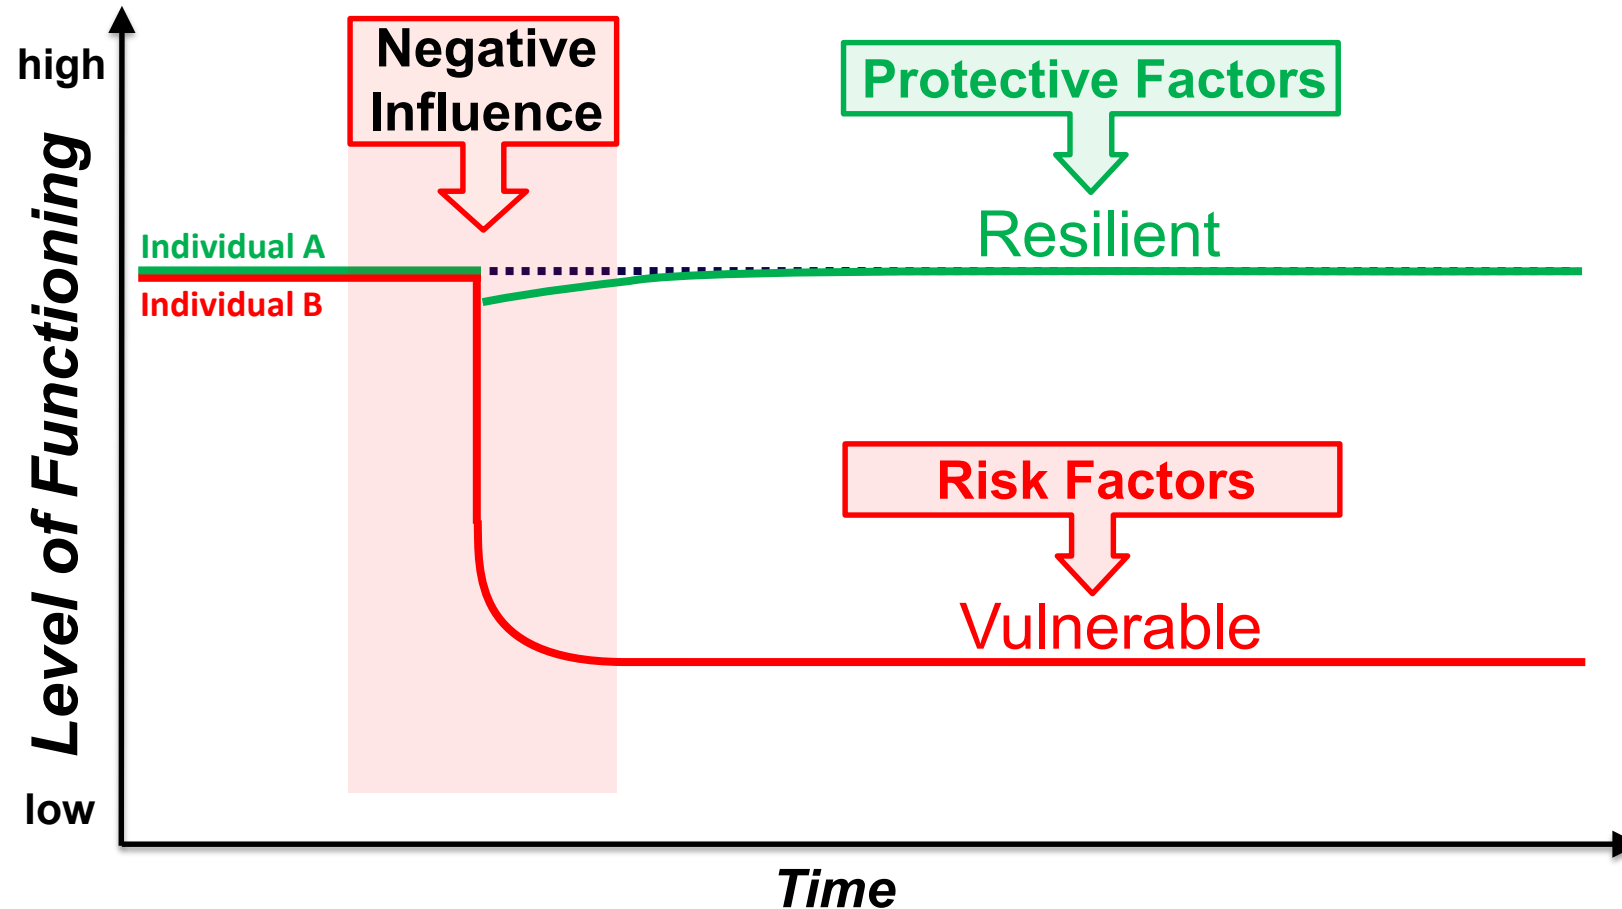 high
Negative
Influence
Protective Factors
Resilient
Individual A
Individual B
Level of Functioning
Risk Factors
Vulnerable
low
Time